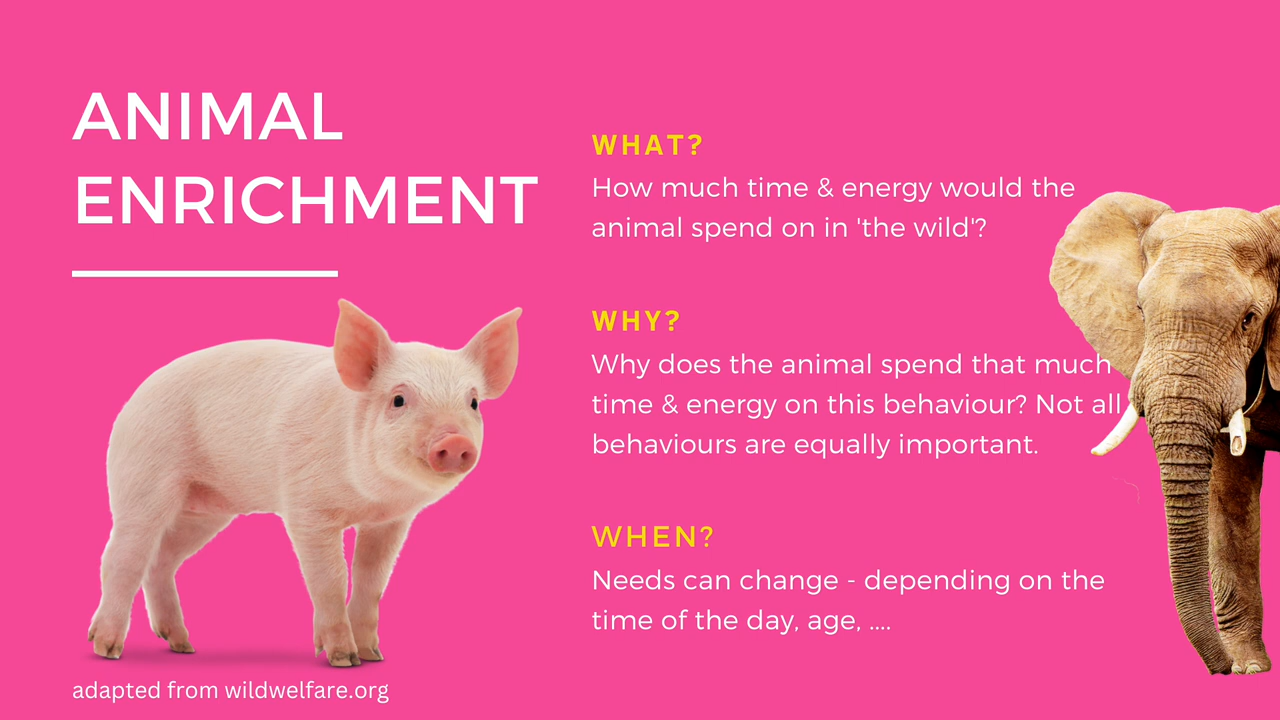 ANIMAL
ENRICHMENT
WHAT?
How much time & energy would the
animal spend on in 'the wild'?
WHY?
Why does the animal spend that much
time & energy on this behaviour? Not all
behaviours are equally important.
WHEN?
Needs can change - depending on the
time of the day, age, ....
adapted from wildwelfare.org